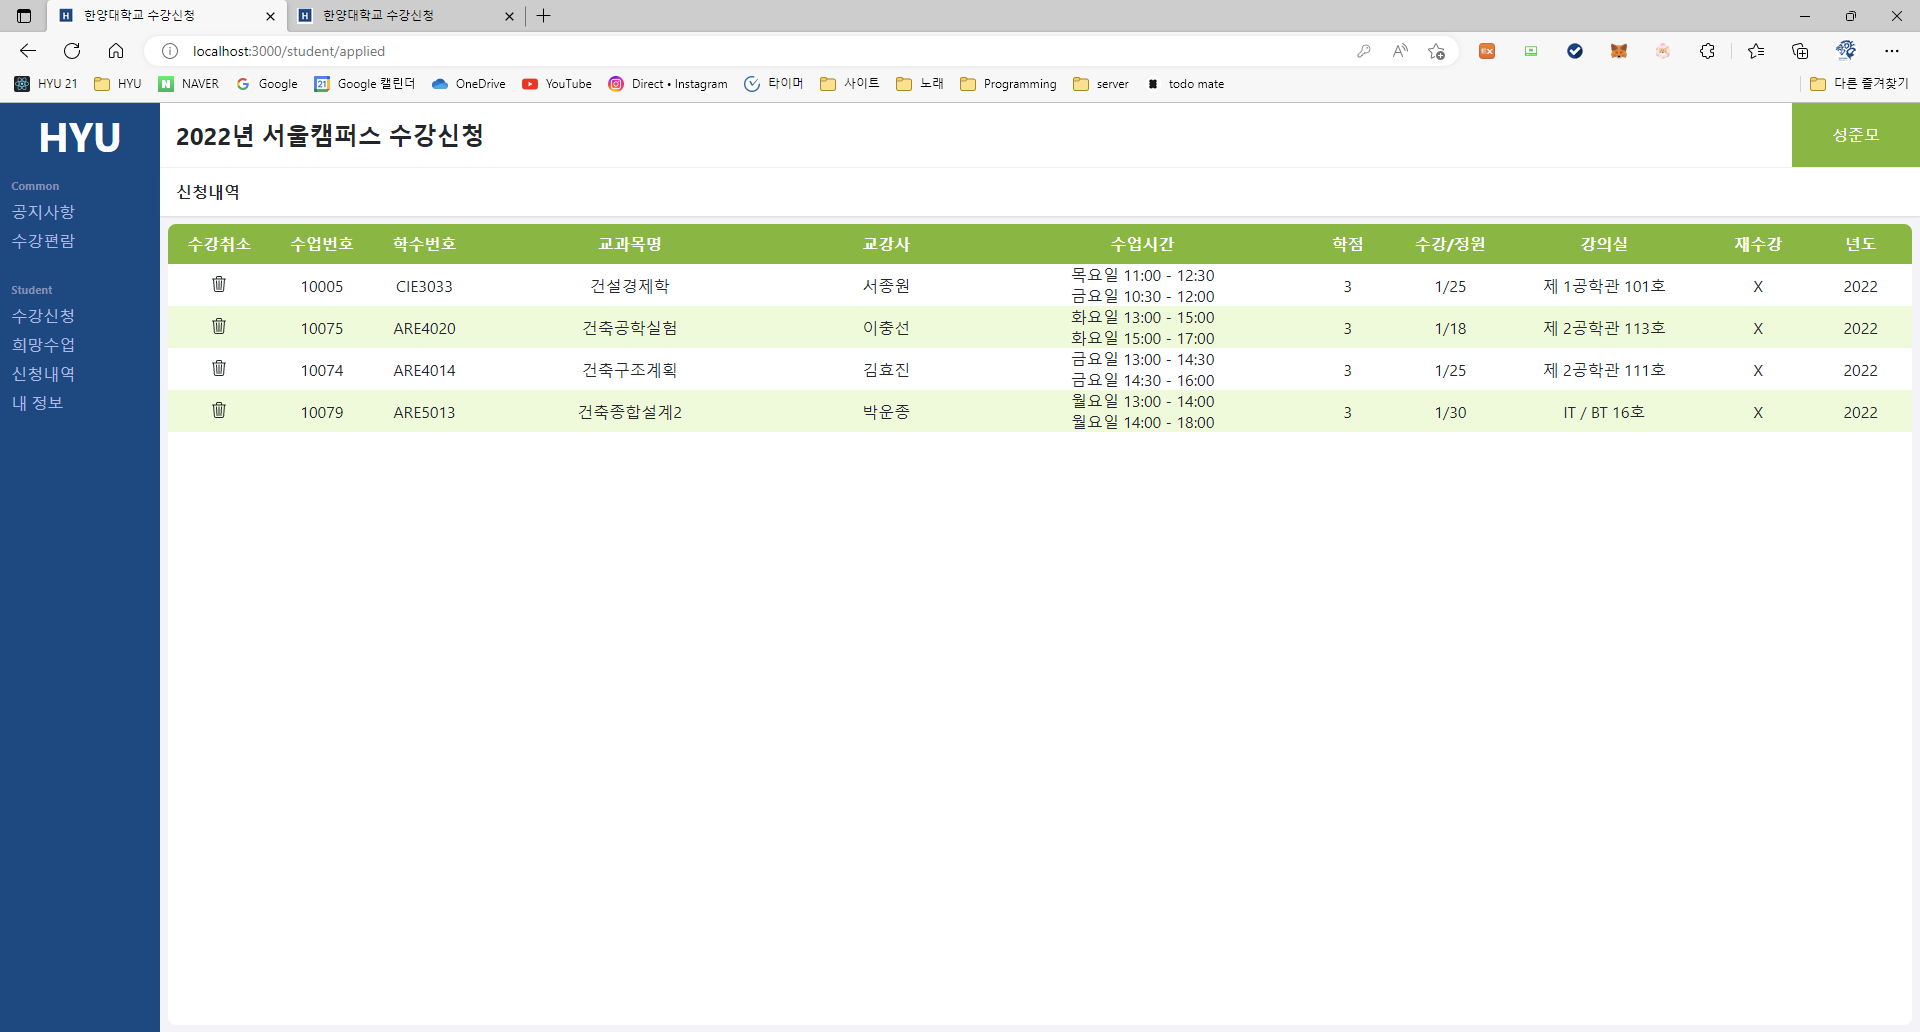 한양대학교 수강신청
한양대학교 수강신청
localhost:3000/student/applied
HYU 21 HYU NAVER Google Google 캘린더 OneDrive YouTube Direct • Instagram 타이머 사이트 노래 Programming server todo mate 다른 즐겨찾기
HYU
Common
공지사항
수강편람
Student
수강신청
희망수업
신청내역
내 정보
2022년 서울캠퍼스 수강신청
성준모
신청내역
수강취소 수업번호 학수번호 교과목명 교강사 수업시간 학점 수강/정원 강의실 재수강 년도
10005 CIE3033 건설경제학 서종원 목요일 11:00 - 12:30
금요일 10:30 - 12:00 3 1/25 제 1공학관 101호 X 2022
10075 ARE4020 건축공학실험 이충선 화요일 13:00 - 15:00
화요일 15:00 - 17:00 3 1/18 제 2공학관 113호 X 2022
10074 ARE4014 건축구조계획 김효진 금요일 13:00 - 14:30
금요일 14:30 - 16:00 3 1/25 제 2공학관 111호 X 2022
10079 ARE5013 건축종합설계2 박운종 월요일 13:00 - 14:00
월요일 14:00 - 18:00 3 1/30 IT / BT 16호 X 2022